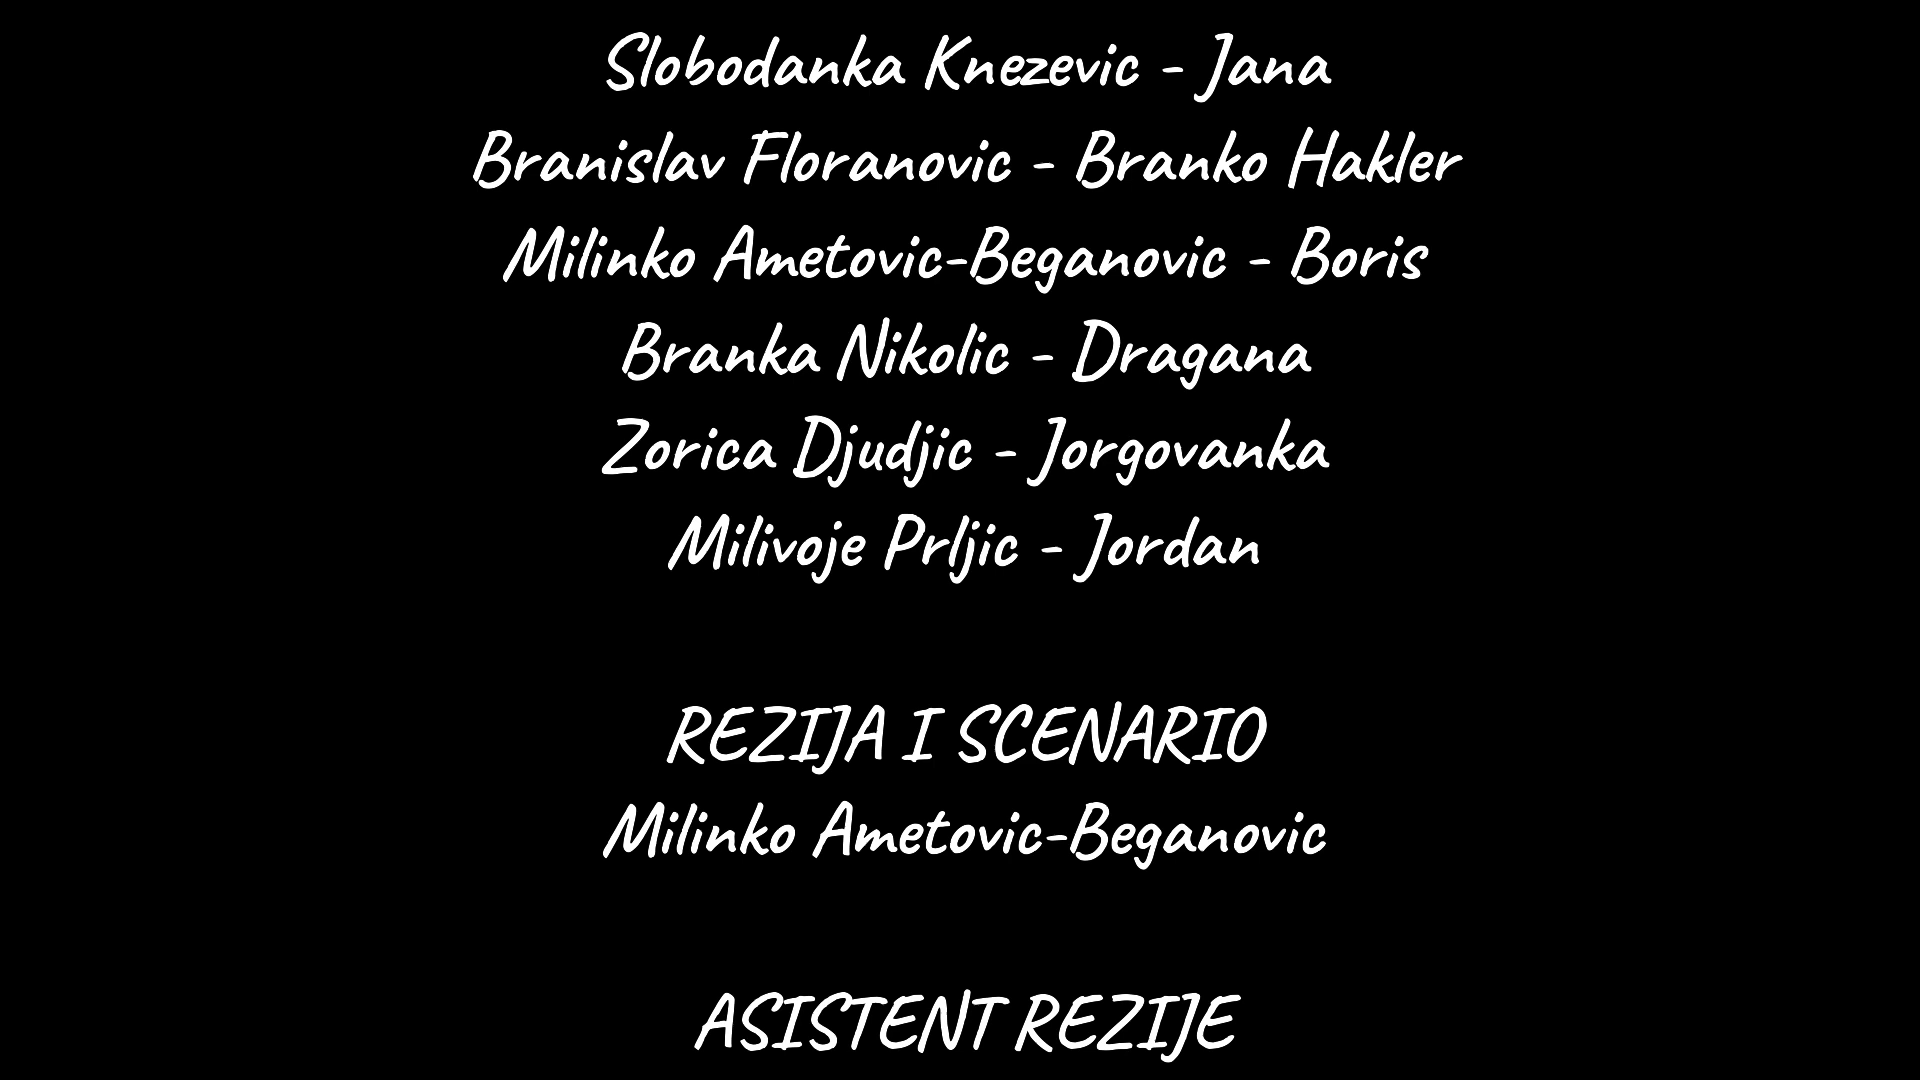 Slobodanka Knezevic - Jana
Branislav Floranovic - Branko Hakler
Milinko Ametovic-Beganovic - Boris
Branka Nikolic - Dragana
Zorica Djudjic - Jorgovanka
Milivoje Prljic - Jordan
REZIJA I SCENARIO
Milinko Ametovic-Beganovic
ASISTENT REZIJE